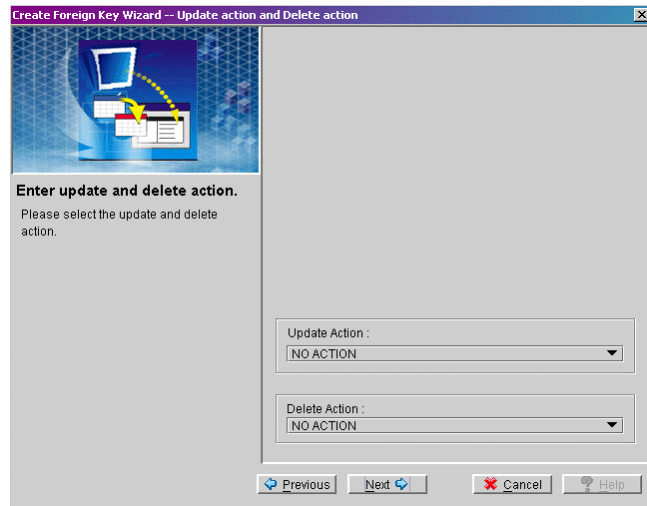 Create Foreign Key Wizard -- Update action and Delete action
Enter update and delete action.
Please select the update and delete
action.
Update Action :
NO ACTION
Delete Action :
NO ACTION
Previous Next Cancel Help